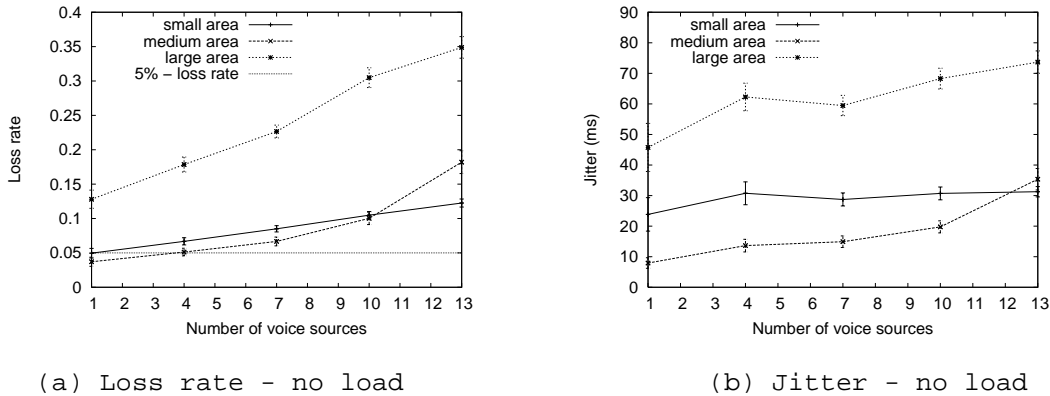 0.4
0.35
0.3
0.25
0.2
0.15
0.1
0.05
0
Loss rate
small area
medium area
large area
5% − loss rate
1 2 3 4 5 6 7 8 9 10 11 12 13
Number of voice sources
(a) Loss rate - no load
90
80
70
60
50
40
30
20
10
0
Jitter (ms)
small area
medium area
large area
1 2 3 4 5 6 7 8 9 10 11 12 13
Number of voice sources
(b) Jitter - no load